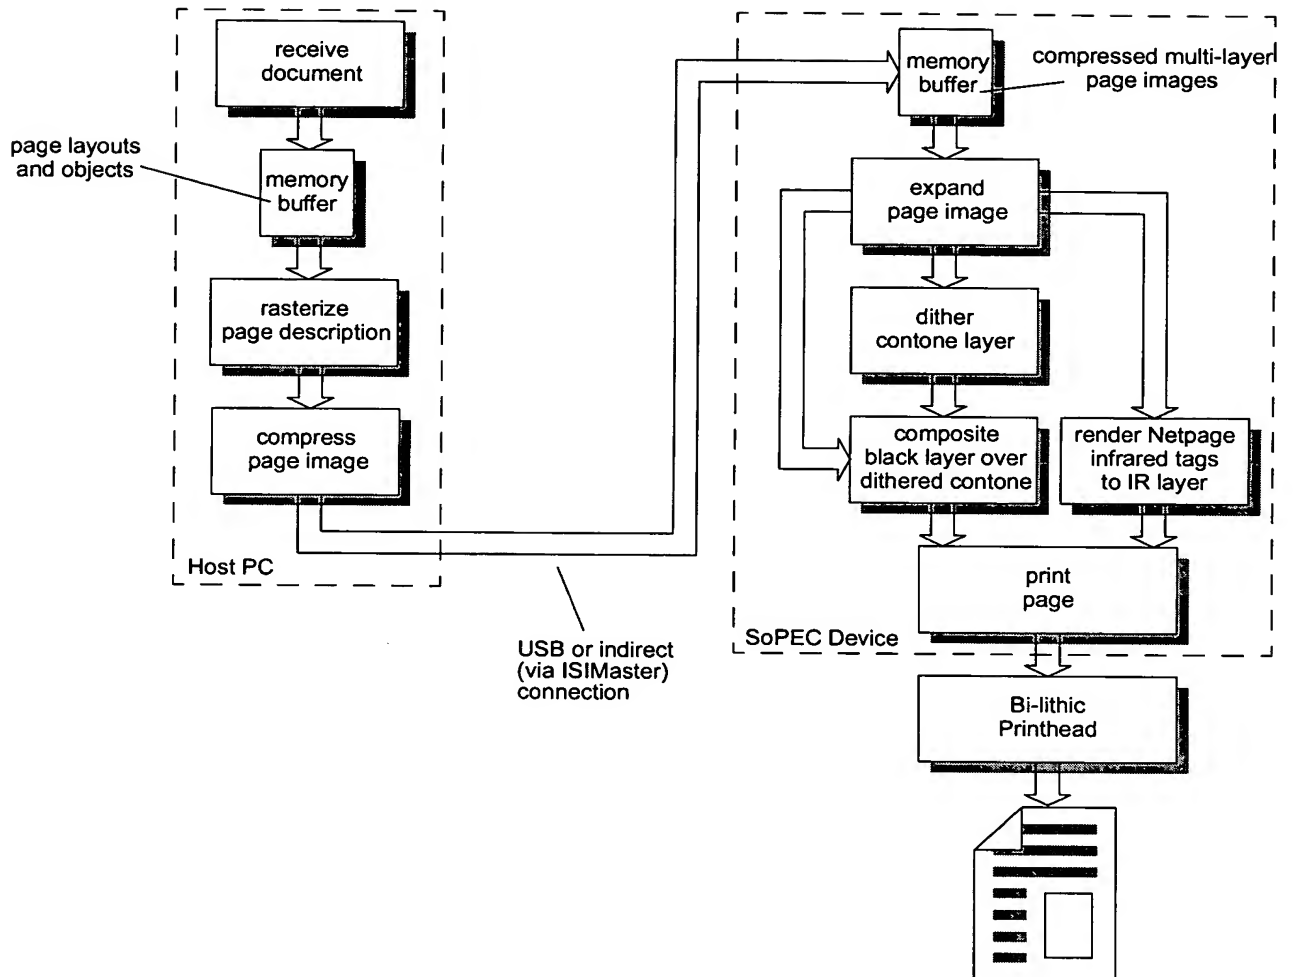 receive
document
page layouts
and objects
memory
buffer
rasterize
page description
compress
page image
Host PC
USB or indirect
(via ISIMaster)
connection
memory
buffer
compressed multi-layer
page images
expand
page image
dither
contone layer
composite
black layer over
dithered contone
render Netpage
infrared tags
to IR layer
print
page
SoPEC Device
Bi-lithic
Printhead